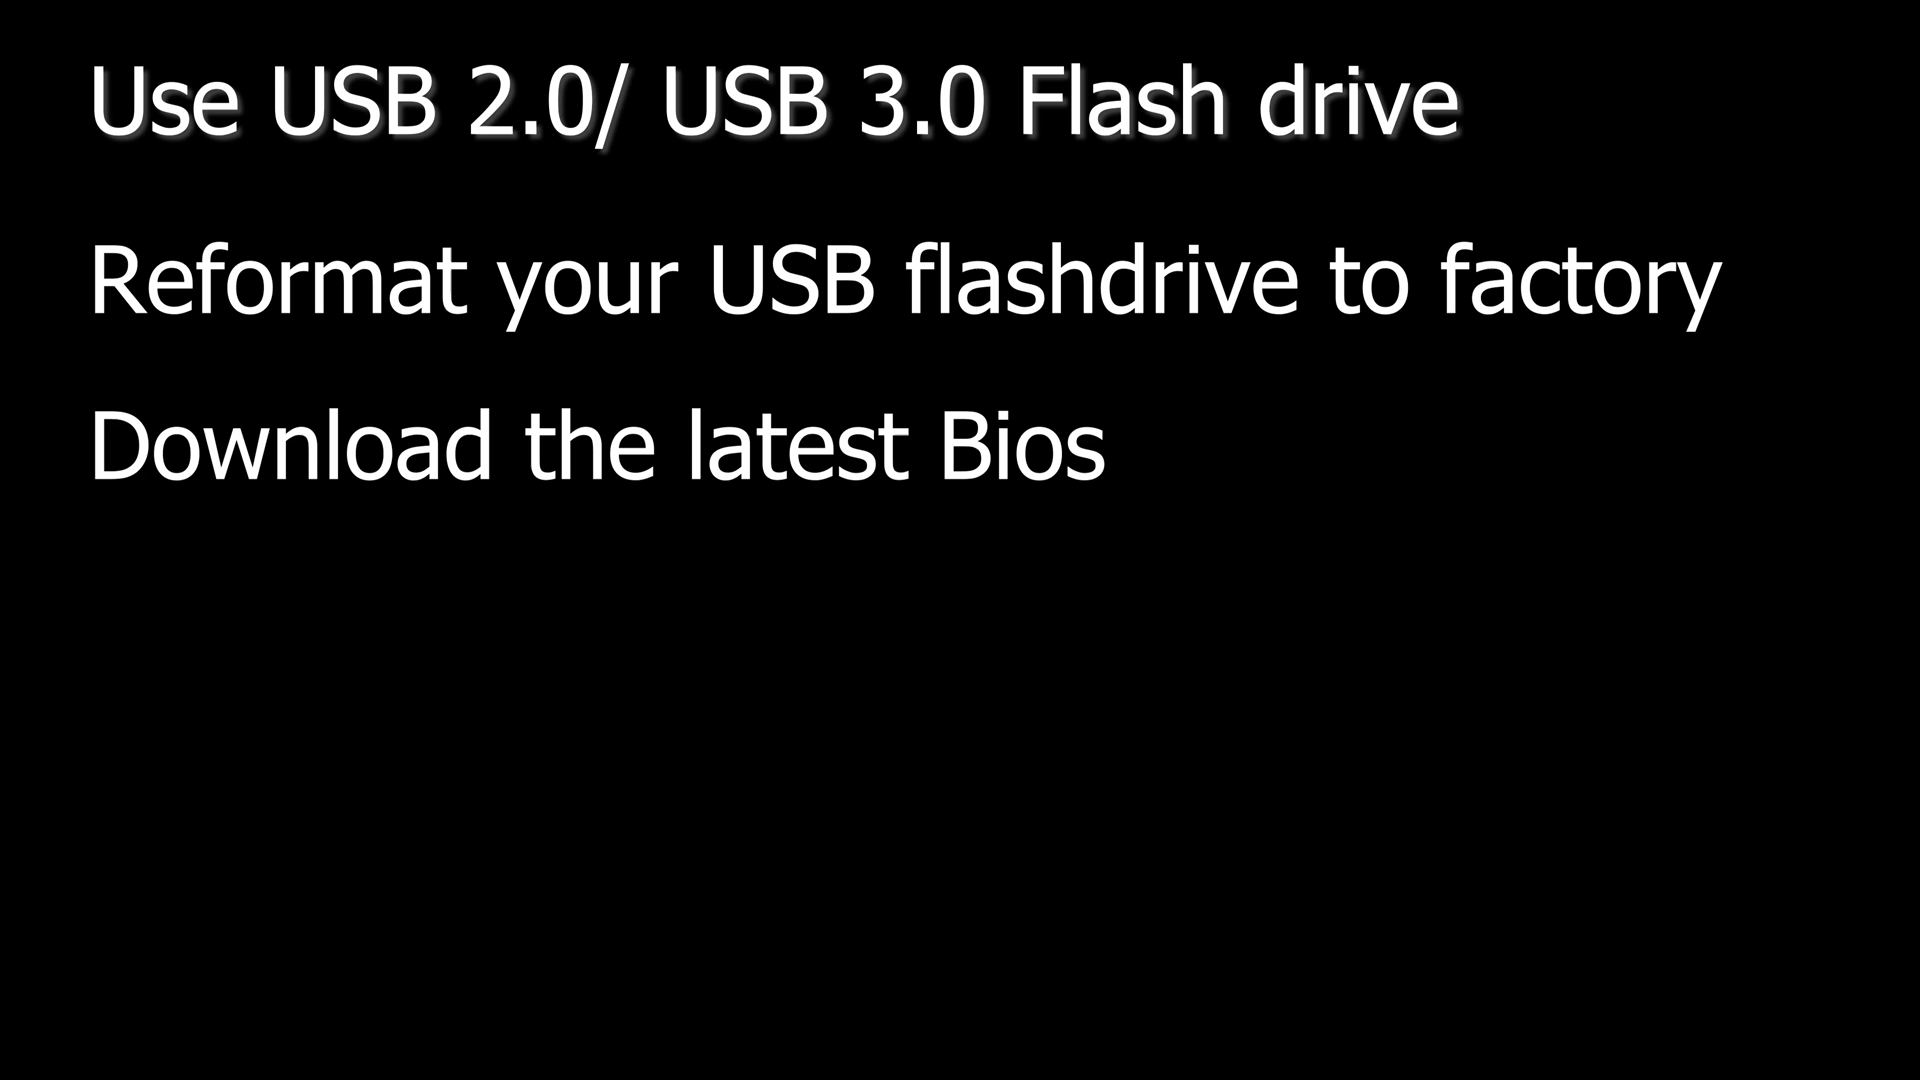 Use USB 2.0/ USB 3.0 Flash drive
Reformat your USB flashdrive to factory
Download the latest Bios